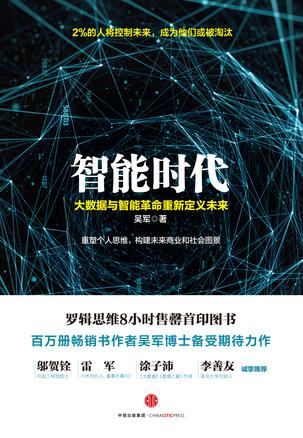 2%的人将控制未来，成为他们或被淘汰
智能时代
大数据与智能革命重新定义未来
吴军 ◎ 著
重塑个人思维，构建未来商业和社会图景
罗辑思维8小时售罄首印图书
百万册畅销书作者吴军博士备受期待力作
邬贺铨 雷军 涂子沛 李善友 诚挚推荐
中信出版集团 · CHINA CITIC PRESS